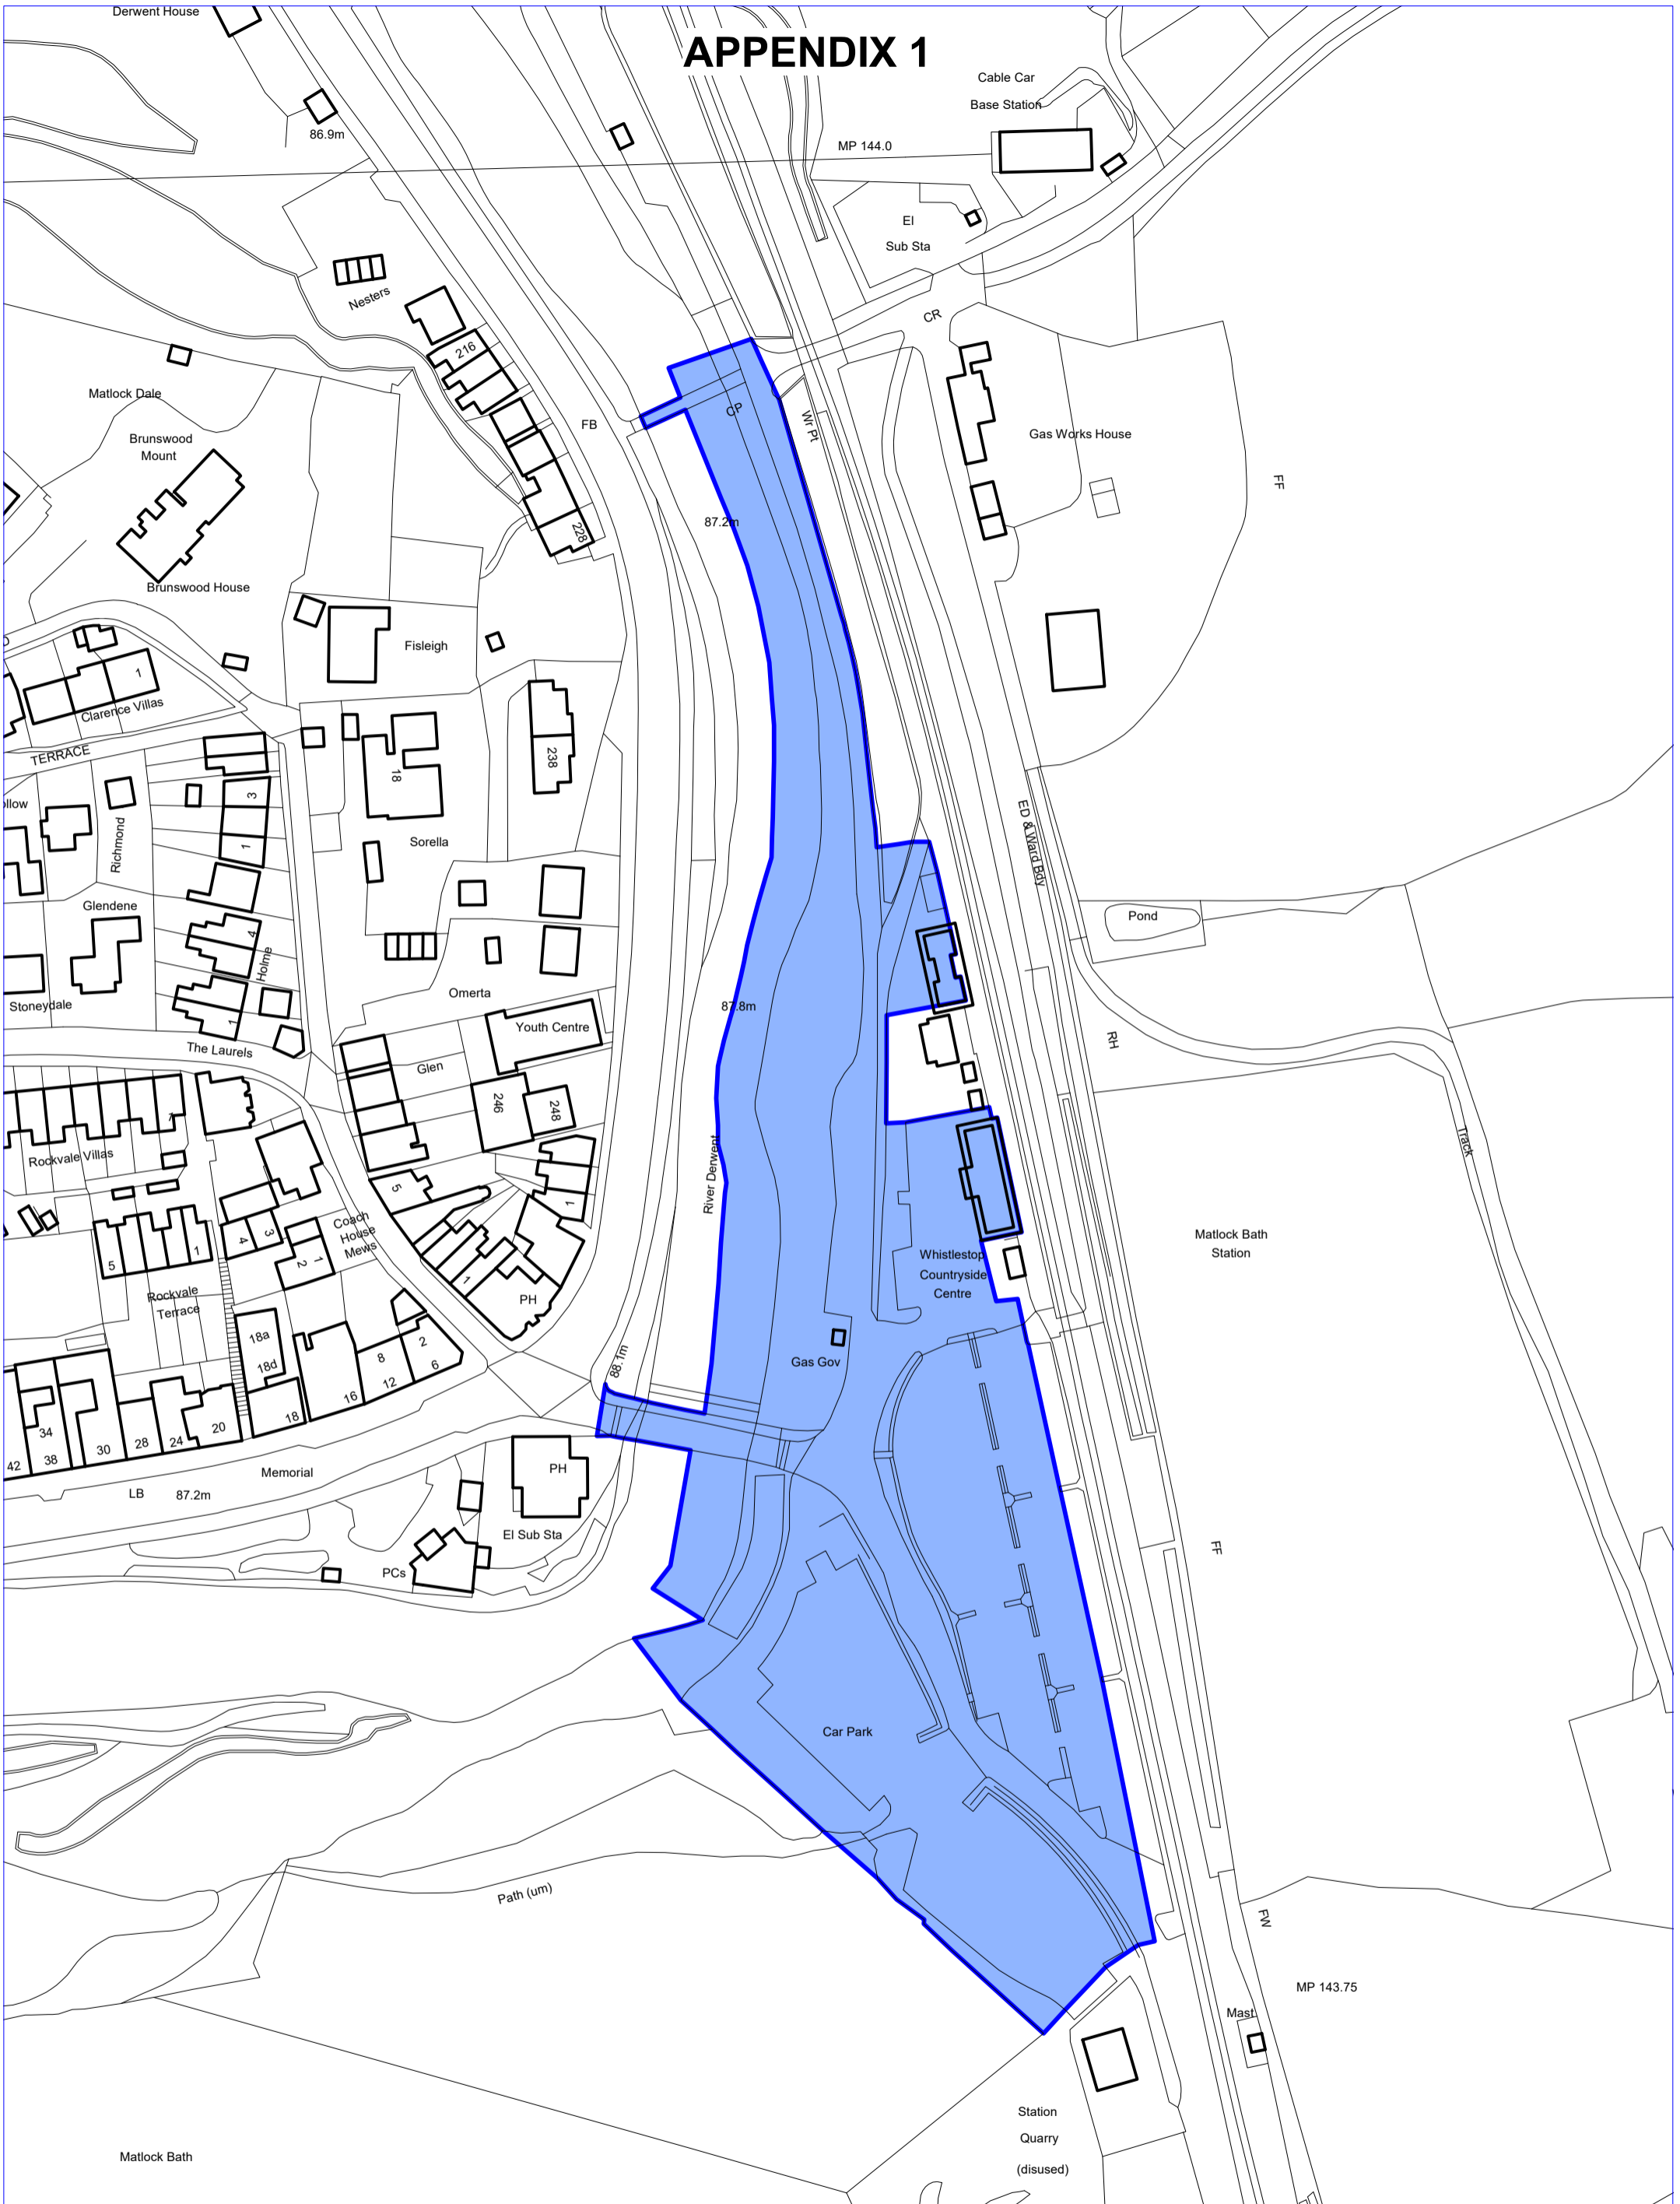 APPENDIX 1
Derwent House
Cable Car
Base Station
86.9m
MP 144.0
El
Sub Sta
Nesters
CR
216
Matlock Dale
CP
Wr Pt
FB
Brunswood
Mount
Gas Works House
FF
87.2m
228
Brunswood House
Fisleigh
1
Clarence Villas
TERRACE
238
18
3
ED & Ward Bdy
Richmond
1
Sorella
Glendene
Pond
4
Holme
Stoneydale
Omerta
87.8m
1
Youth Centre
RH
The Laurels
Glen
246
248
Track
7
Rockvale Villas
River Derwent
5
1
Coach
House
Mews
4
3
1
2
Matlock Bath
Station
5
1
Whistlestop
Countryside
Centre
1
Rockvale
Terrace
PH
18a
18d
8
2
6
12
16
88.1m
Gas Gov
18
20
24
28
30
34
38
42
PH
Memorial
LB
87.2m
El Sub Sta
PCs
FF
Car Park
Path (um)
FW
MP 143.75
Mast
Station
Quarry
(disused)
Matlock Bath